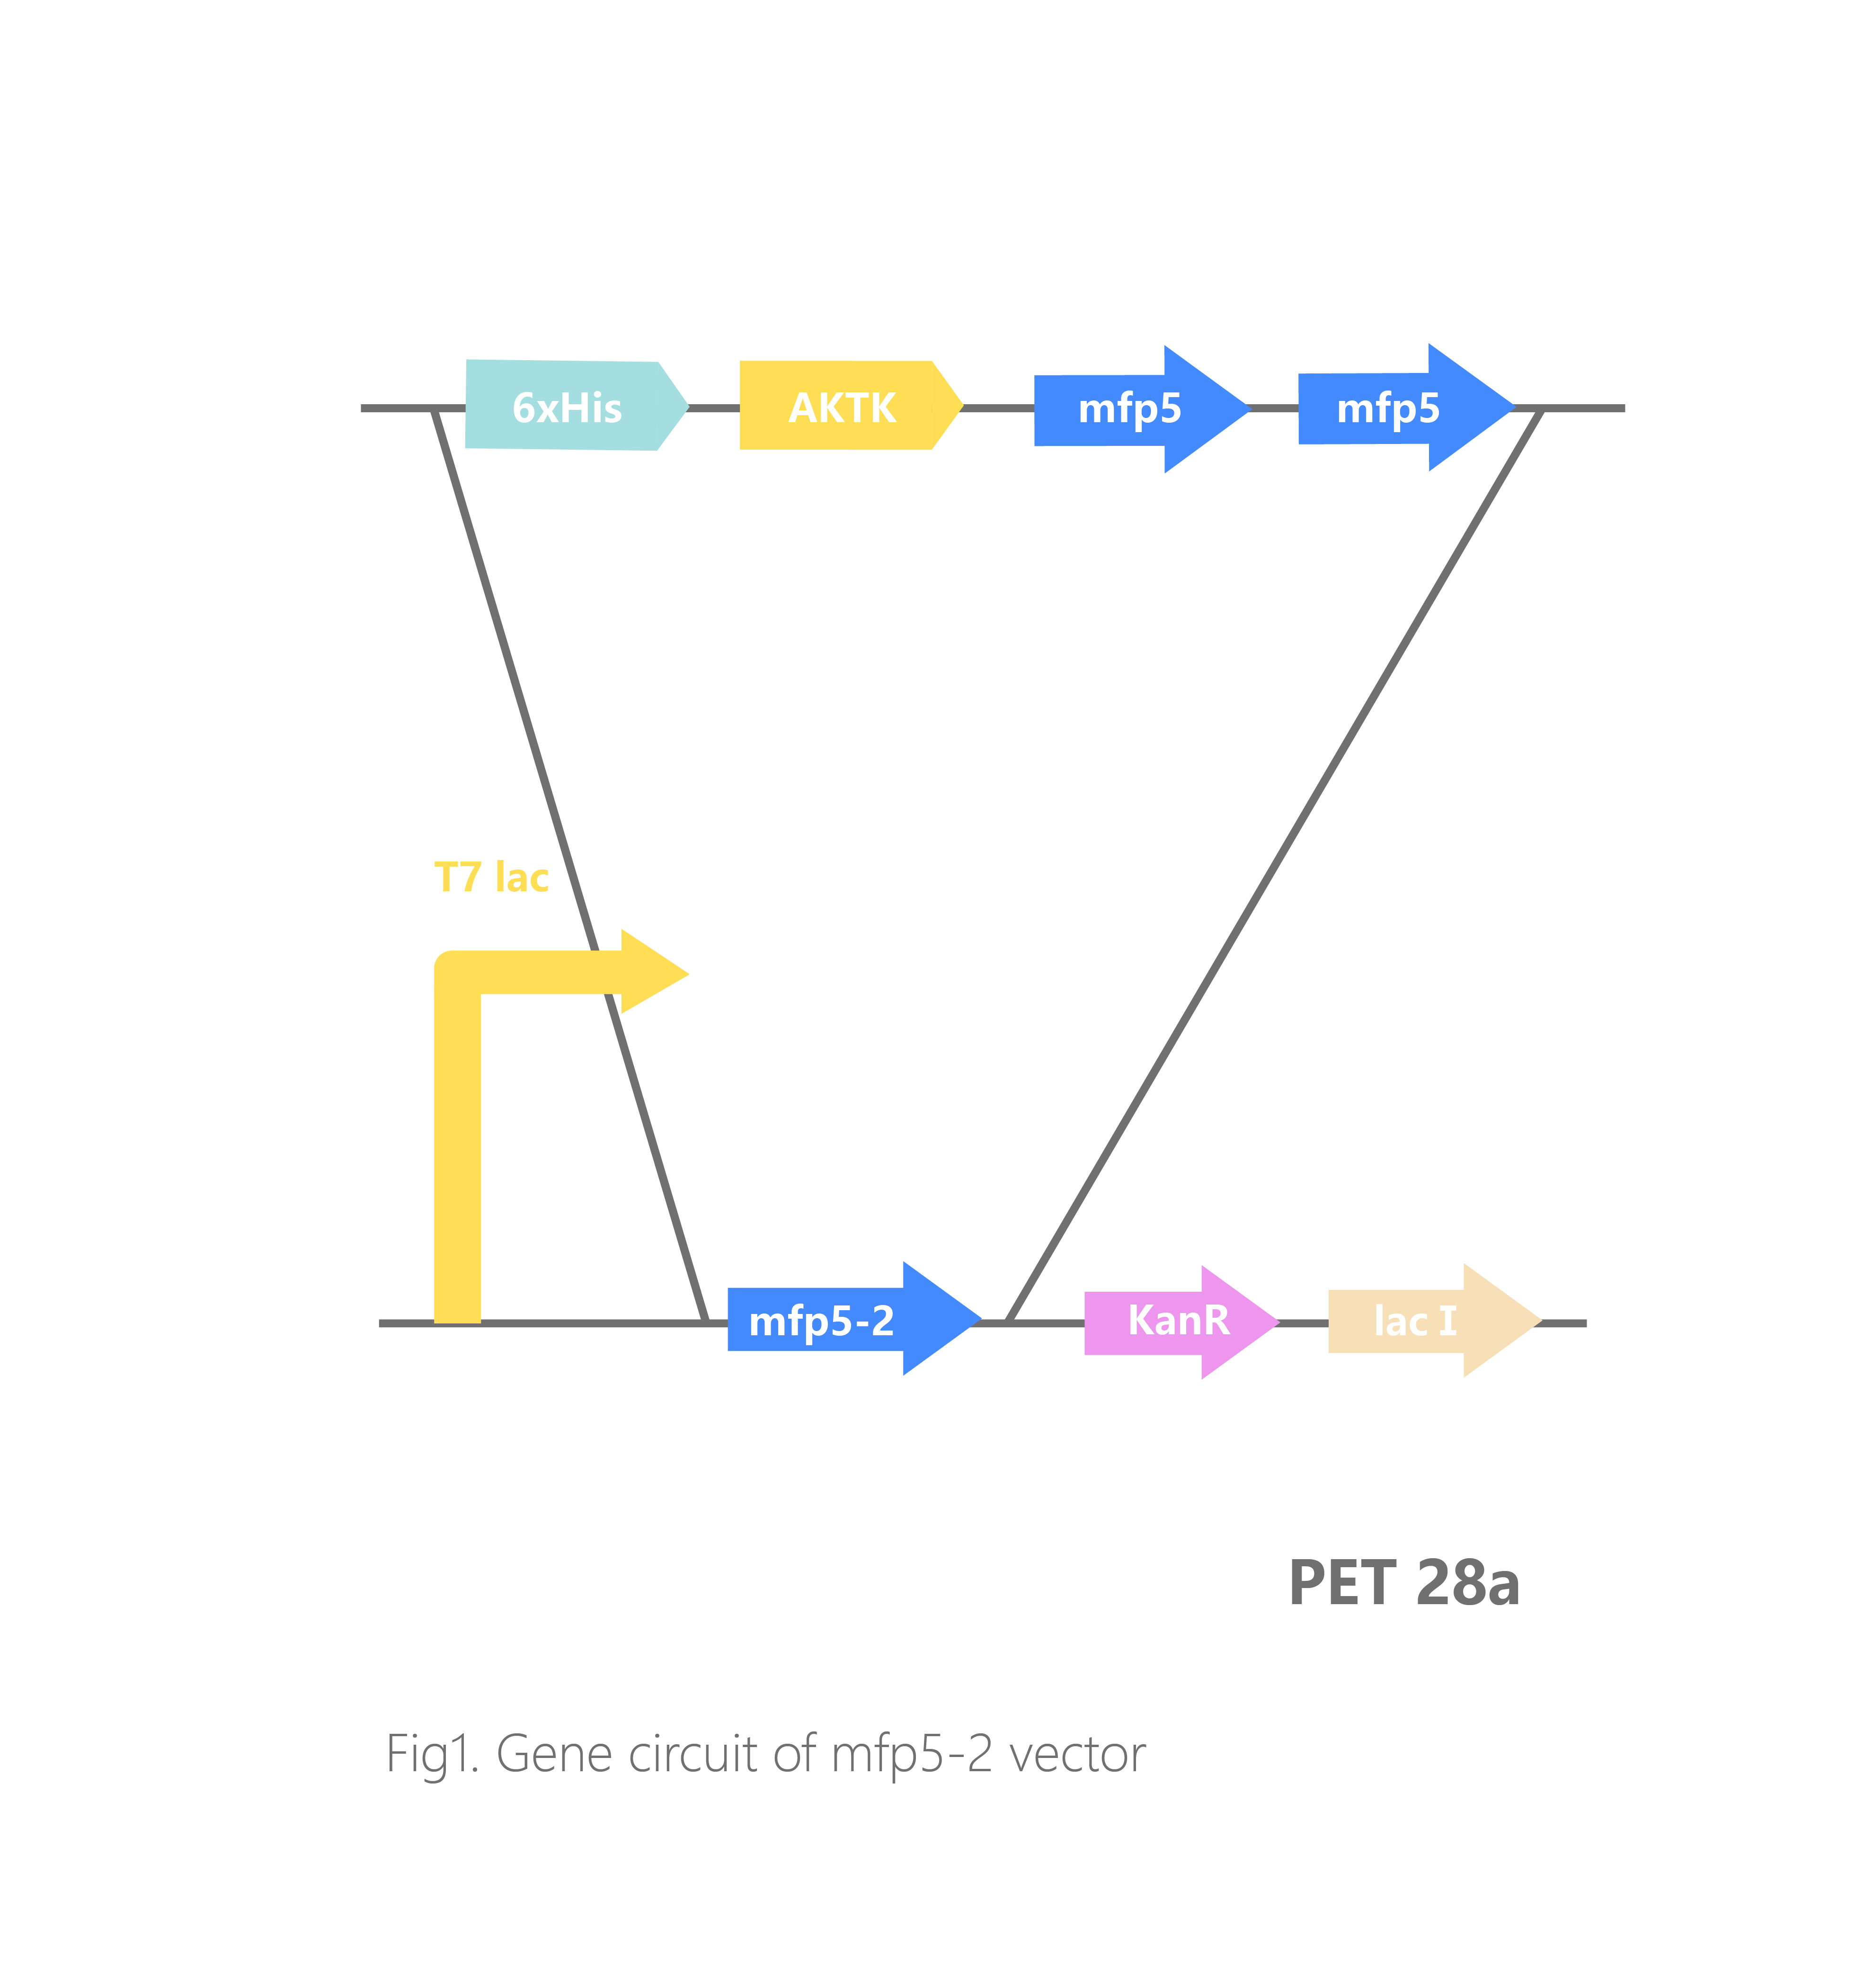 6xHis AKTK mfp5 mfp5
T7 lac
mfp5-2 KanR lac I
PET 28a
Fig1. Gene circuit of mfp5-2 vector